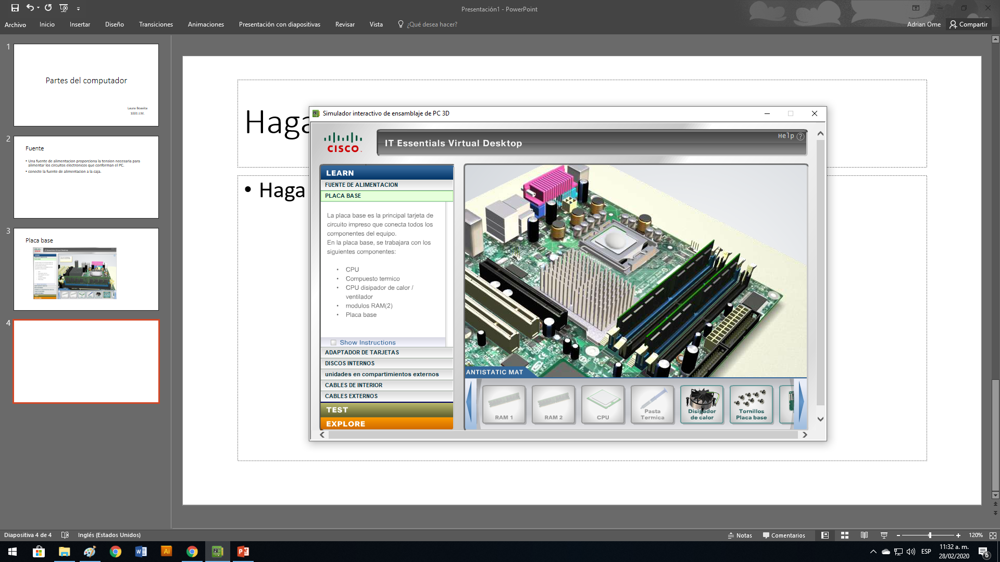 Presentación1 - PowerPoint
Archivo
Inicio
Insertar
Diseño
Transiciones
Animaciones
Presentación con diapositivas
Revisar
Vista
¿Qué desea hacer?
Adrian Ome
Compartir
1
Partes del computador
Laura Boavita
1001 J.M.
2
Fuente
• Una fuente de alimentacion proporciona la tension necesaria para
alimentar los circuitos electronicos que conforman el PC.
• conecte la fuente de alimentacion a la caja.
3
Placa base
4
Haga
• Haga
Simulador interactivo de ensamblaje de PC 3D
CISCO
IT Essentials Virtual Desktop
Help ?
LEARN
FUENTE DE ALIMENTACION
PLACA BASE
La placa base es la principal tarjeta de
circuito impreso que conecta todos los
componentes del equipo.
En la placa base, se trabajara con los
siguientes componentes:
• CPU
• Compuesto termico
• CPU disipador de calor /
ventilador
• modulos RAM(2)
• Placa base
Show Instructions
ADAPTADOR DE TARJETAS
DISCOS INTERNOS
unidades en compartimientos externos
CABLES DE INTERIOR
CABLES EXTERNOS
TEST
EXPLORE
ANTISTATIC MAT
RAM 1
RAM 2
CPU
Pasta
Termica
Disipador
de calor
Tornillos
Placa base
Diapositiva 4 de 4
Inglés (Estados Unidos)
Notas
Comentarios
120%
ESP
11:32 a. m.
28/02/2020
6